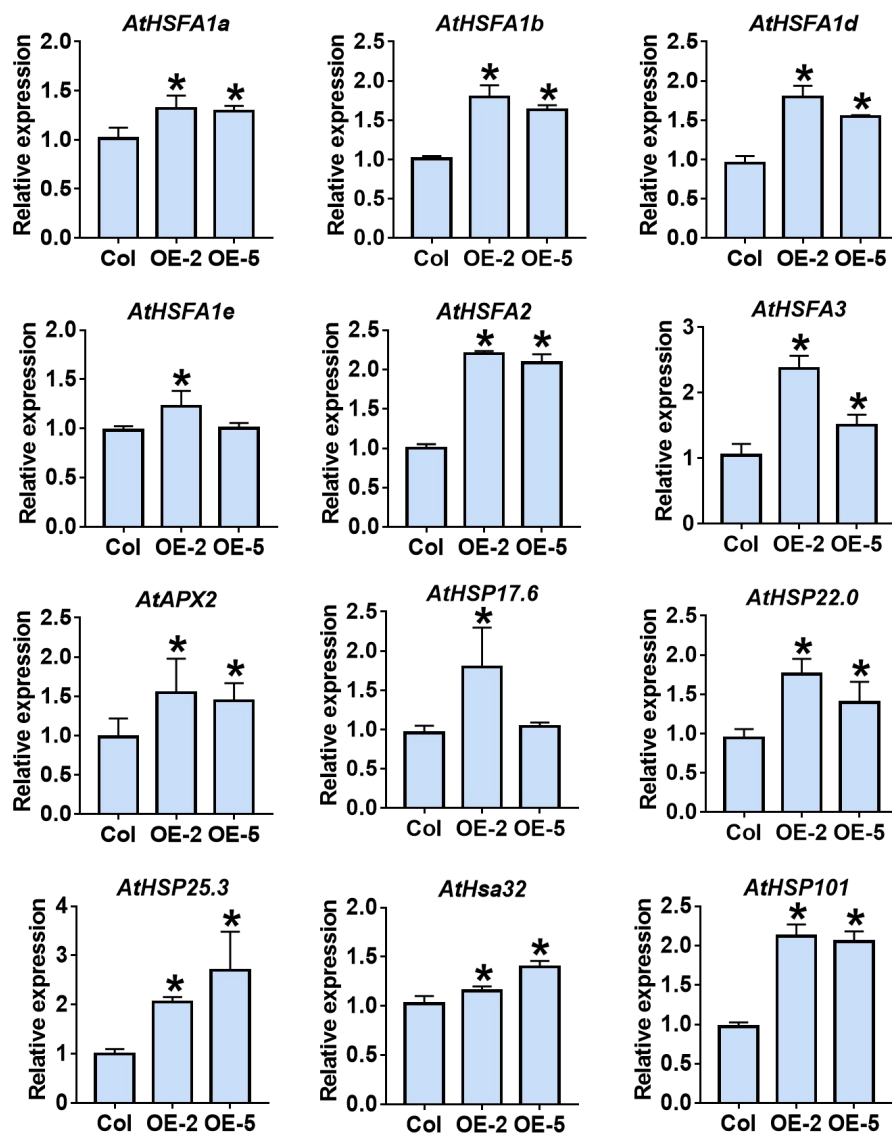 AtHSFA1a
Relative expression
2.0
1.5
1.0
0.5
0.0
*
*
Col OE-2 OE-5
AtHSFA1b
Relative expression
2.5
2.0
1.5
1.0
0.5
0.0
*
*
Col OE-2 OE-5
AtHSFA1d
Relative expression
2.5
2.0
1.5
1.0
0.5
0.0
*
*
Col OE-2 OE-5
AtHSFA1e
Relative expression
2.0
1.5
1.0
0.5
0.0
*
Col OE-2 OE-5
AtHSFA2
Relative expression
2.5
2.0
1.5
1.0
0.5
0.0
*
*
Col OE-2 OE-5
AtHSFA3
Relative expression
3
2
1
0
*
*
Col OE-2 OE-5
AtAPX2
Relative expression
2.5
2.0
1.5
1.0
0.5
0.0
*
*
Col OE-2 OE-5
AtHSP17.6
Relative expression
2.5
2.0
1.5
1.0
0.5
0.0
*
Col OE-2 OE-5
AtHSP22.0
Relative expression
2.5
2.0
1.5
1.0
0.5
0.0
*
*
Col OE-2 OE-5
AtHSP25.3
Relative expression
4
3
2
1
0
*
*
Col OE-2 OE-5
AtHsa32
Relative expression
2.0
1.5
1.0
0.5
0.0
*
*
Col OE-2 OE-5
AtHSP101
Relative expression
2.5
2.0
1.5
1.0
0.5
0.0
*
*
Col OE-2 OE-5